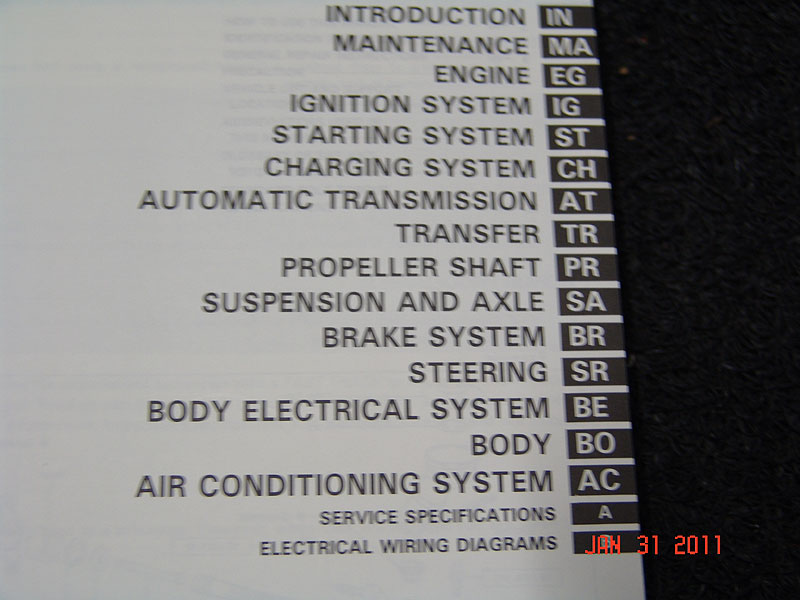 INTRODUCTION IN
MAINTENANCE MA
ENGINE EG
IGNITION SYSTEM IG
STARTING SYSTEM ST
CHARGING SYSTEM CH
AUTOMATIC TRANSMISSION AT
TRANSFER TR
PROPELLER SHAFT PR
SUSPENSION AND AXLE SA
BRAKE SYSTEM BR
STEERING SR
BODY ELECTRICAL SYSTEM BE
BODY BO
AIR CONDITIONING SYSTEM AC
SERVICE SPECIFICATIONS A
ELECTRICAL WIRING DIAGRAMS
JAN 31 2011